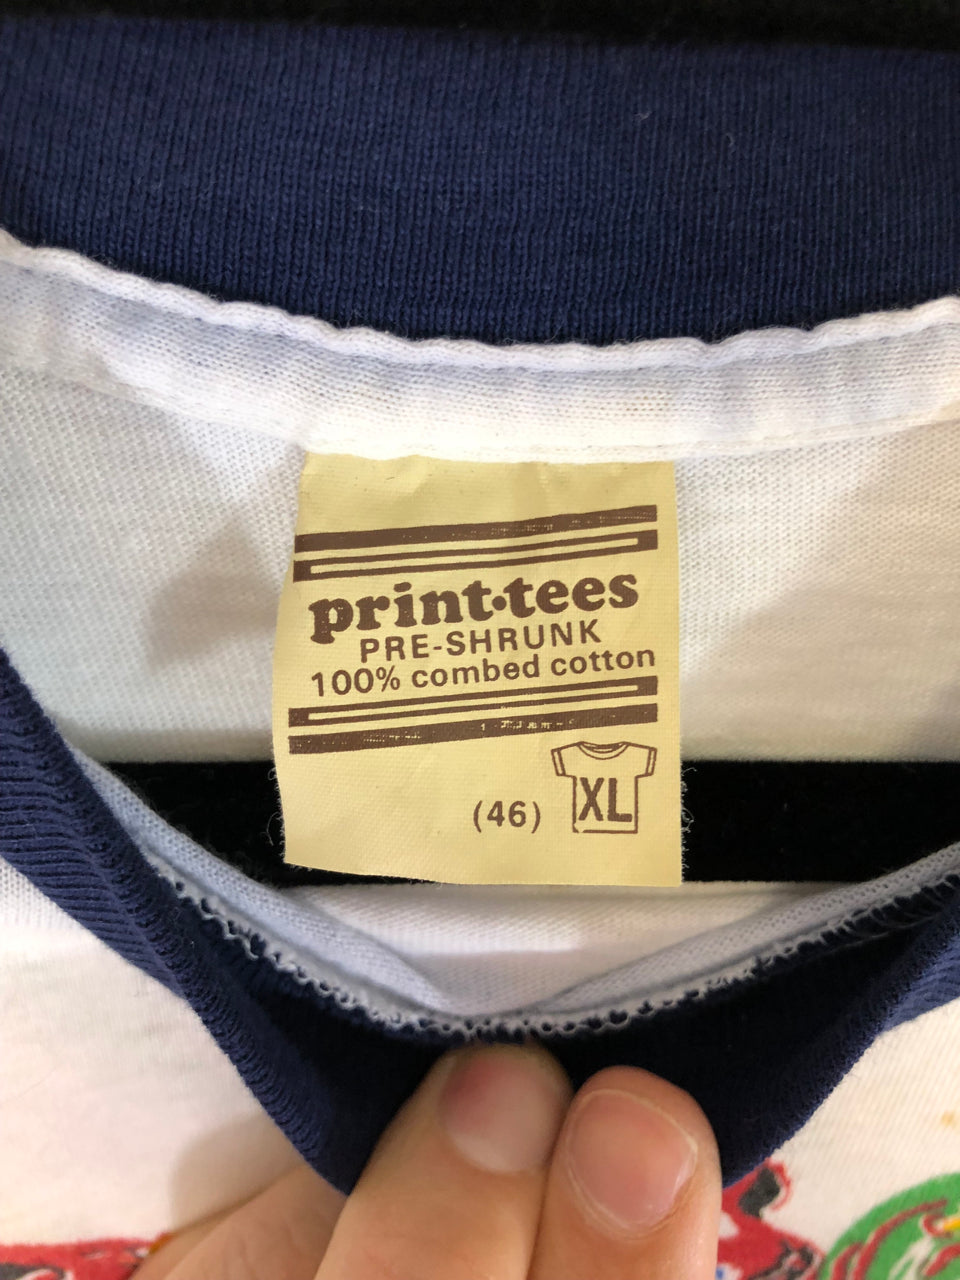 print·tees
PRE-SHRUNK
100% combed cotton
(46) XL